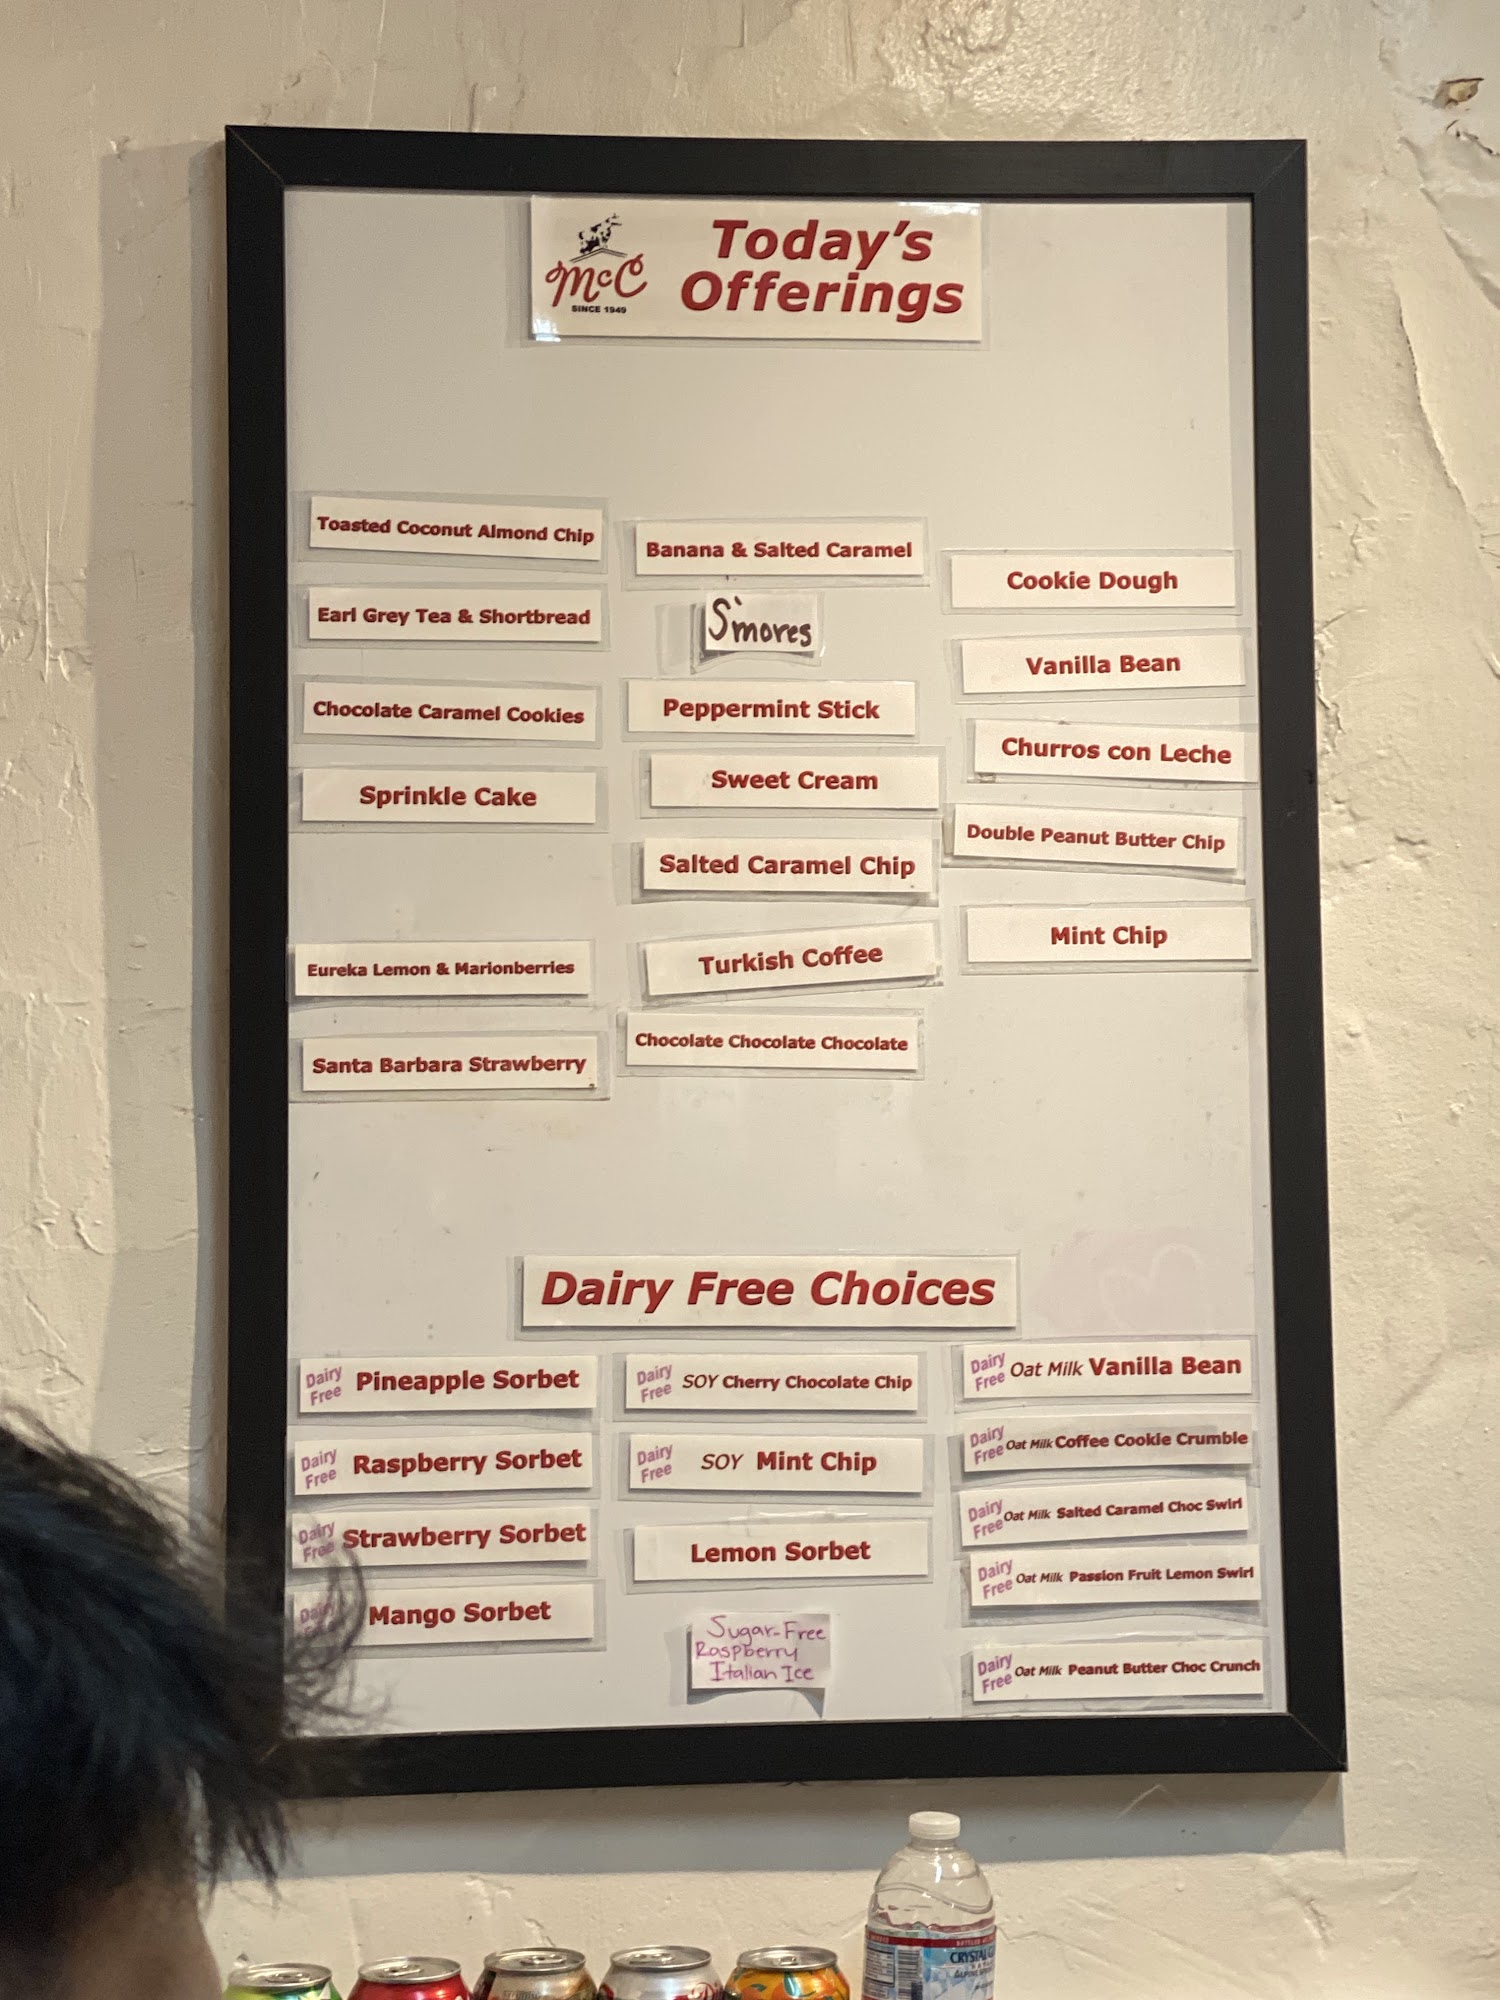 McC
SINCE 1949
Today's
Offerings
Toasted Coconut Almond Chip
Earl Grey Tea & Shortbread
Chocolate Caramel Cookies
Sprinkle Cake
Eureka Lemon & Marionberries
Santa Barbara Strawberry
Banana & Salted Caramel
S'mores
Peppermint Stick
Sweet Cream
Salted Caramel Chip
Turkish Coffee
Chocolate Chocolate Chocolate
Cookie Dough
Vanilla Bean
Churros con Leche
Double Peanut Butter Chip
Mint Chip
Dairy Free Choices
Dairy Free Pineapple Sorbet
Dairy Free Raspberry Sorbet
Dairy Free Strawberry Sorbet
Dairy Mango Sorbet
Dairy Free SOY Cherry Chocolate Chip
Dairy Free SOY Mint Chip
Lemon Sorbet
Sugar-Free
Raspberry
Italian Ice
Dairy Free Oat Milk Vanilla Bean
Dairy Free Oat Milk Coffee Cookie Crumble
Dairy Free Oat Milk Salted Caramel Choc Swirl
Dairy Free Oat Milk Passion Fruit Lemon Swirl
Dairy Free Oat Milk Peanut Butter Choc Crunch
CRYSTAL